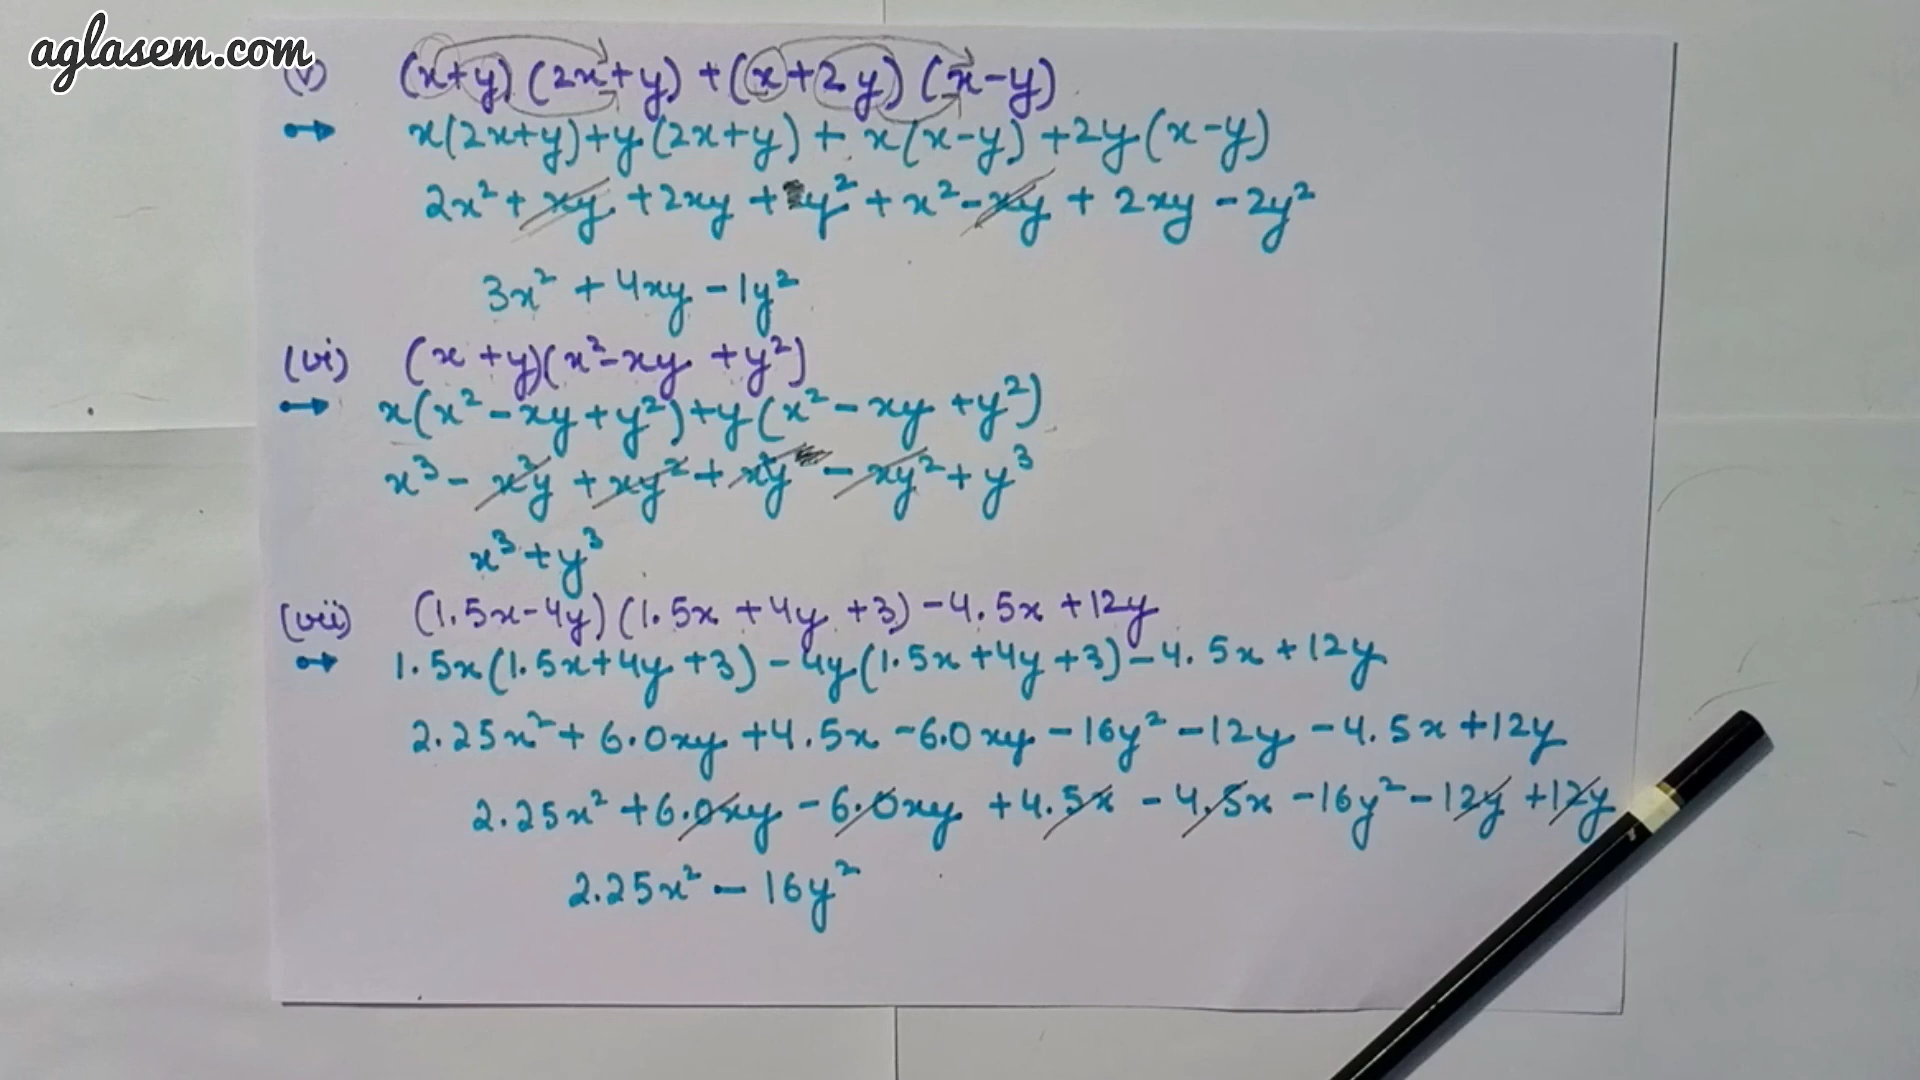 aglasem.com
(v) (x+y)(2x+y)+(x+2y)(x-y)
→ x(2x+y)+y(2x+y)+x(x-y)+2y(x-y)
2x²+xy+2xy+y²+x²-xy+2xy-2y²
3x²+4xy-1y²
(vi) (x+y)(x²-xy+y²)
→ x(x²-xy+y²)+y(x²-xy+y²)
x³-x²y+xy²+x²y-xy²+y³
x³+y³
(vii) (1.5x-4y)(1.5x+4y+3)-4.5x+12y
→ 1.5x(1.5x+4y+3)-4y(1.5x+4y+3)-4.5x+12y
2.25x²+6.0xy+4.5x-6.0xy-16y²-12y-4.5x+12y
2.25x²+6.0xy-6.0xy+4.5x-4.5x-16y²-12y+12y
2.25x²-16y²